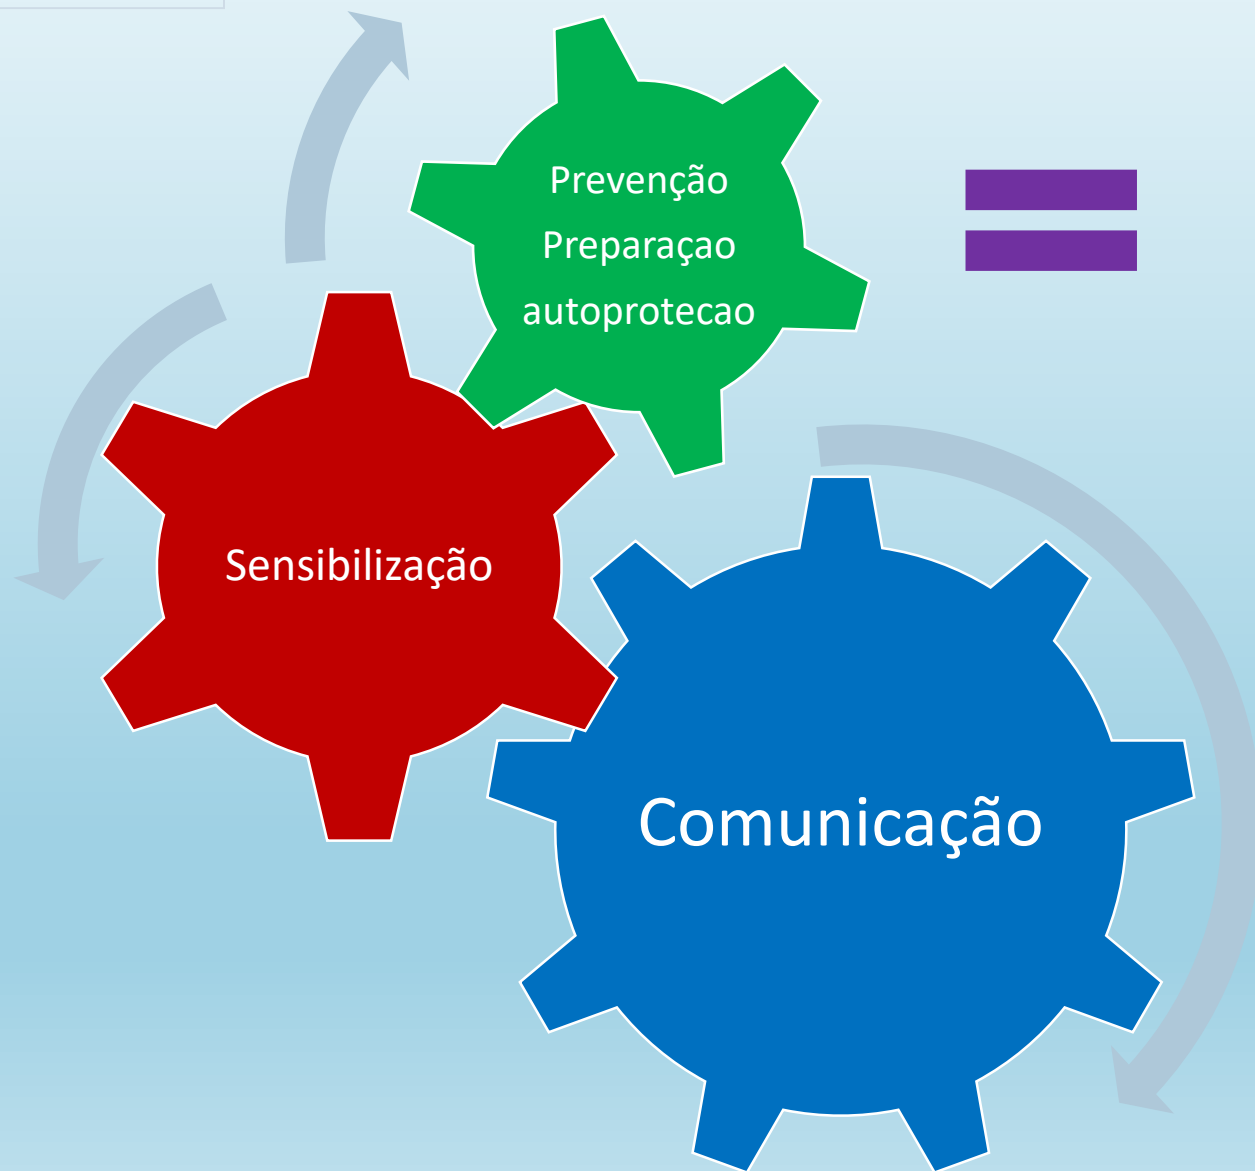 Prevenção
Preparaçao
autoprotecao
Sensibilização
Comunicação